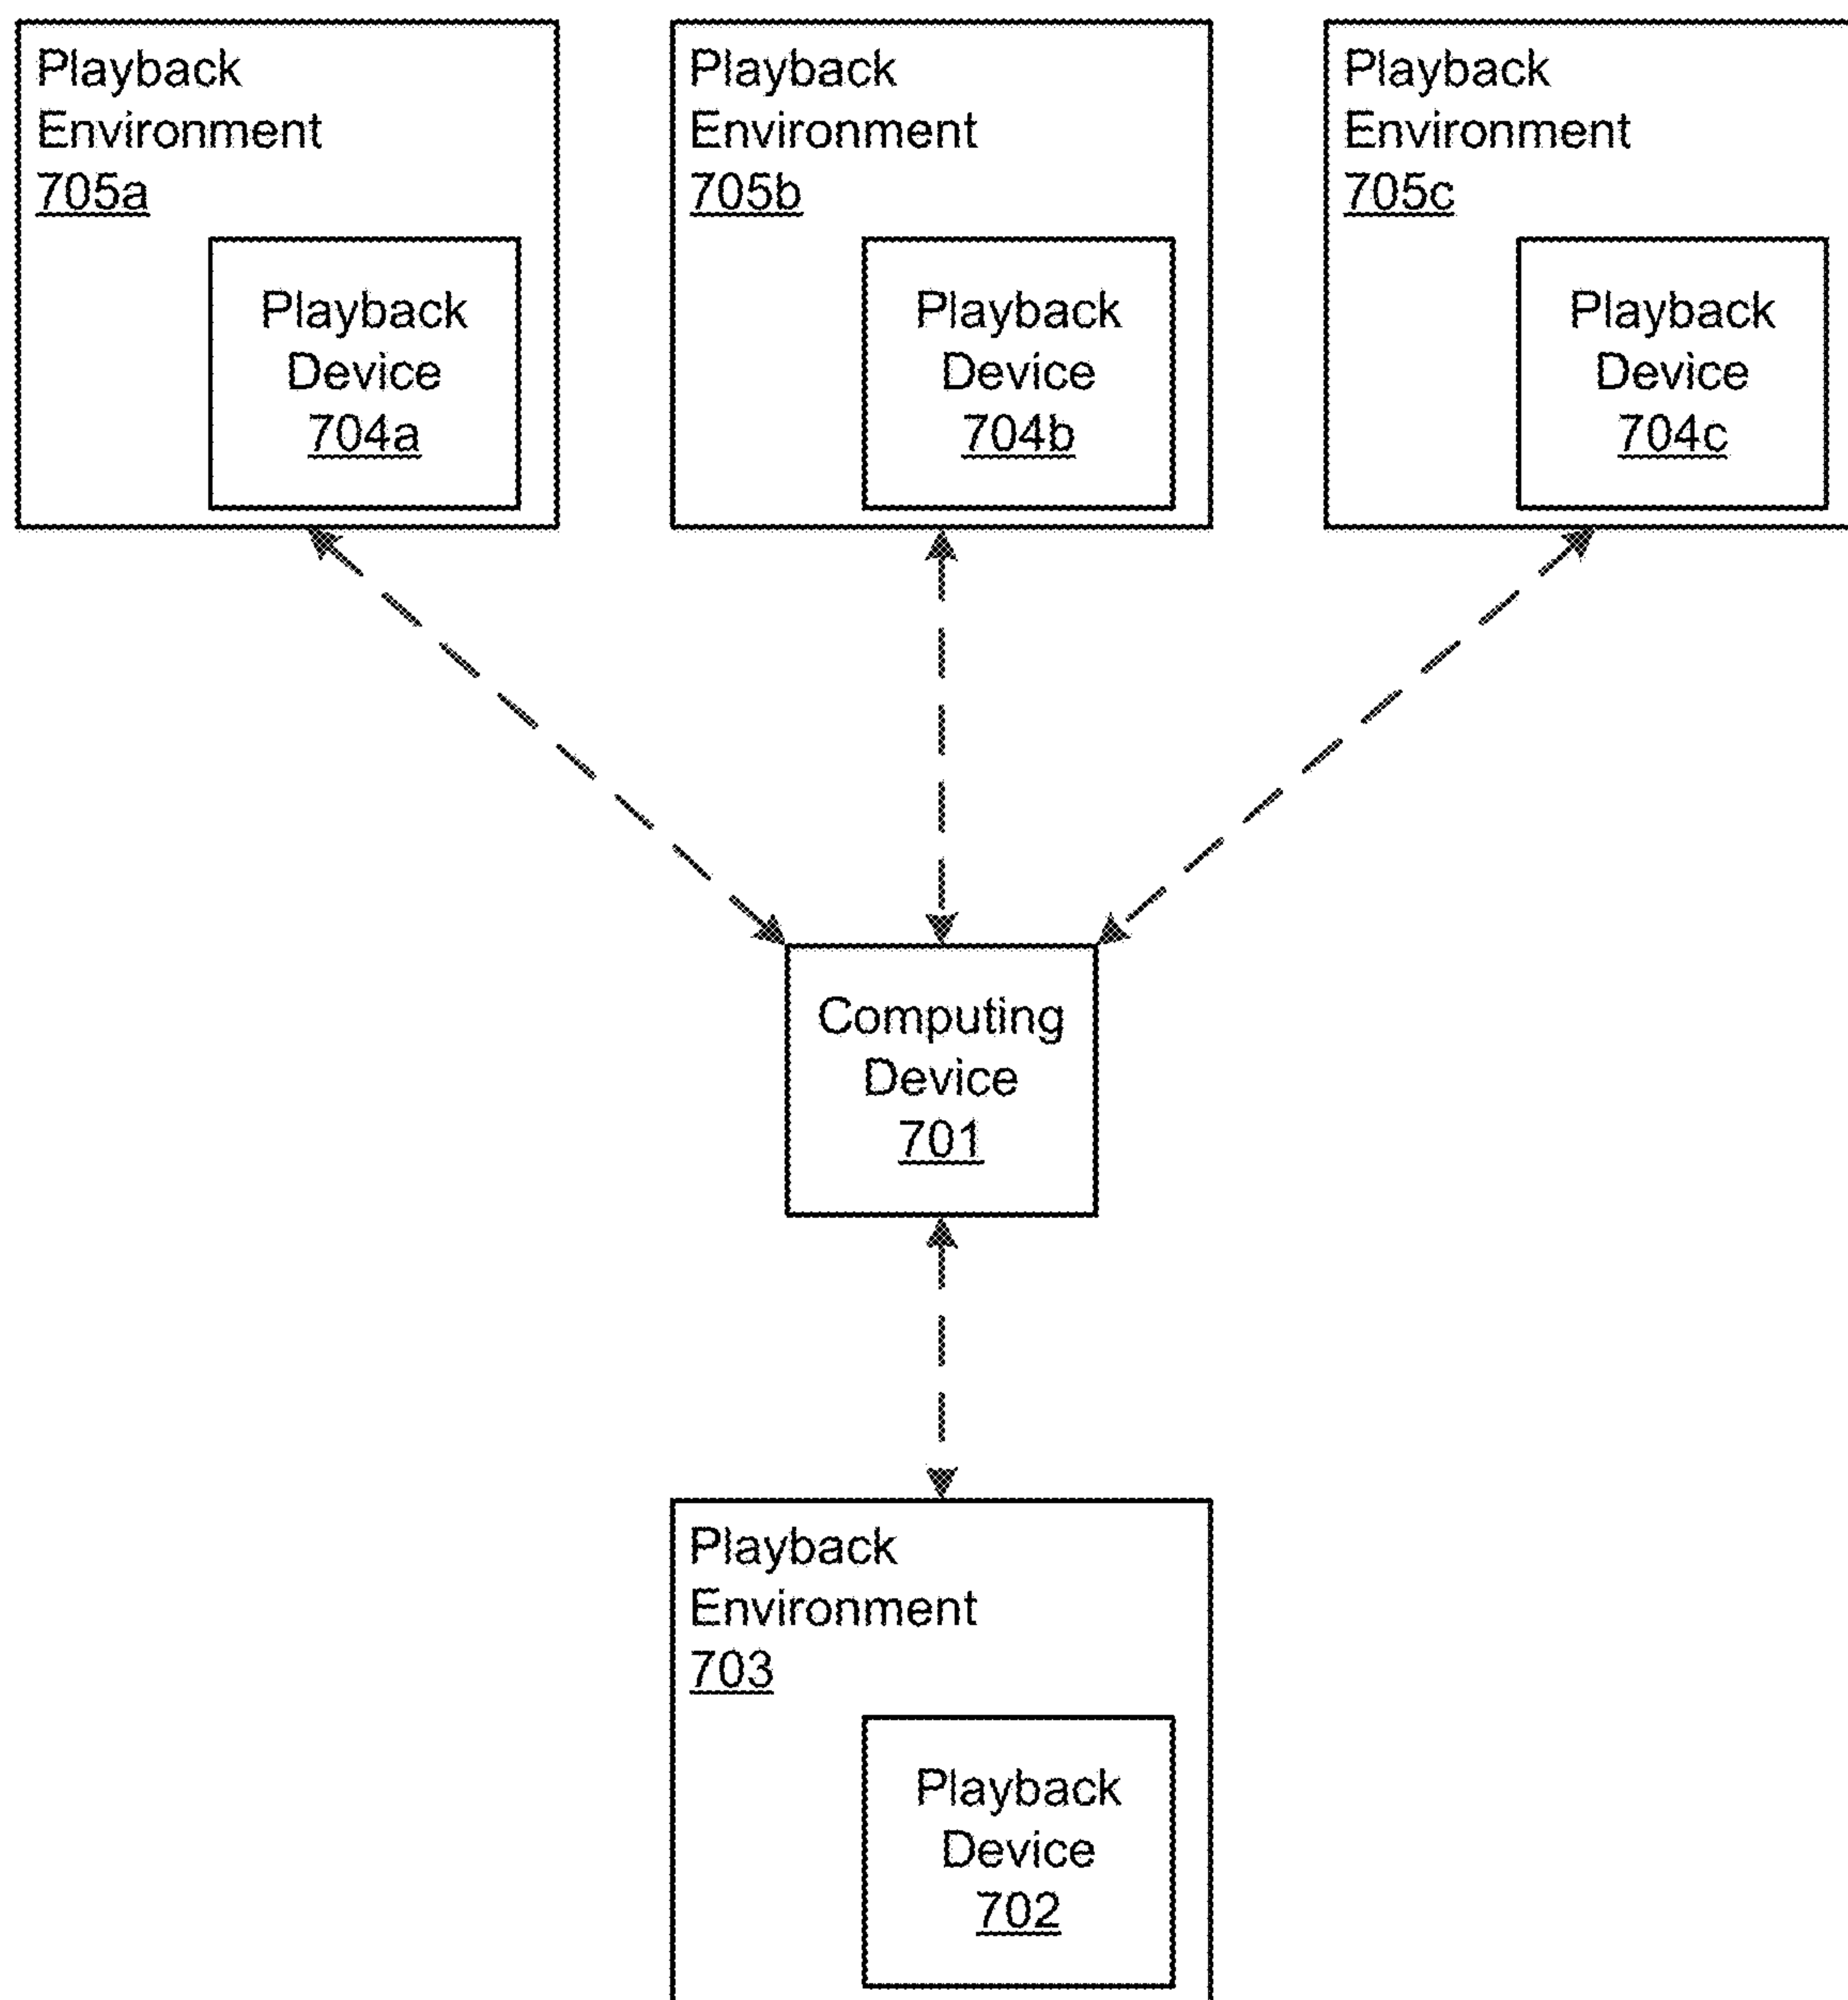 Playback
Environment
705a
Playback
Device
704a
Playback
Environment
705b
Playback
Device
704b
Playback
Environment
705c
Playback
Device
704c
Computing
Device
701
Playback
Environment
703
Playback
Device
702